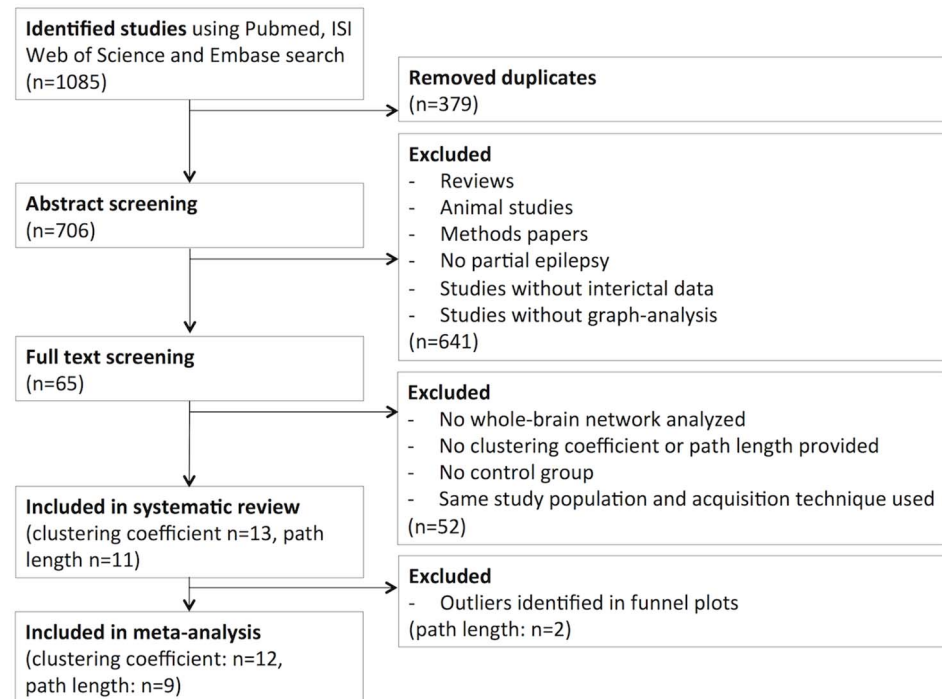 Identified studies using Pubmed, ISI
Web of Science and Embase search
(n=1085)
Removed duplicates
(n=379)
Excluded
- Reviews
- Animal studies
- Methods papers
- No partial epilepsy
- Studies without interictal data
- Studies without graph-analysis
(n=641)
Abstract screening
(n=706)
Full text screening
(n=65)
Excluded
- No whole-brain network analyzed
- No clustering coefficient or path length provided
- No control group
- Same study population and acquisition technique used
(n=52)
Included in systematic review
(clustering coefficient n=13, path
length n=11)
Excluded
- Outliers identified in funnel plots
(path length: n=2)
Included in meta-analysis
(clustering coefficient: n=12,
path length: n=9)